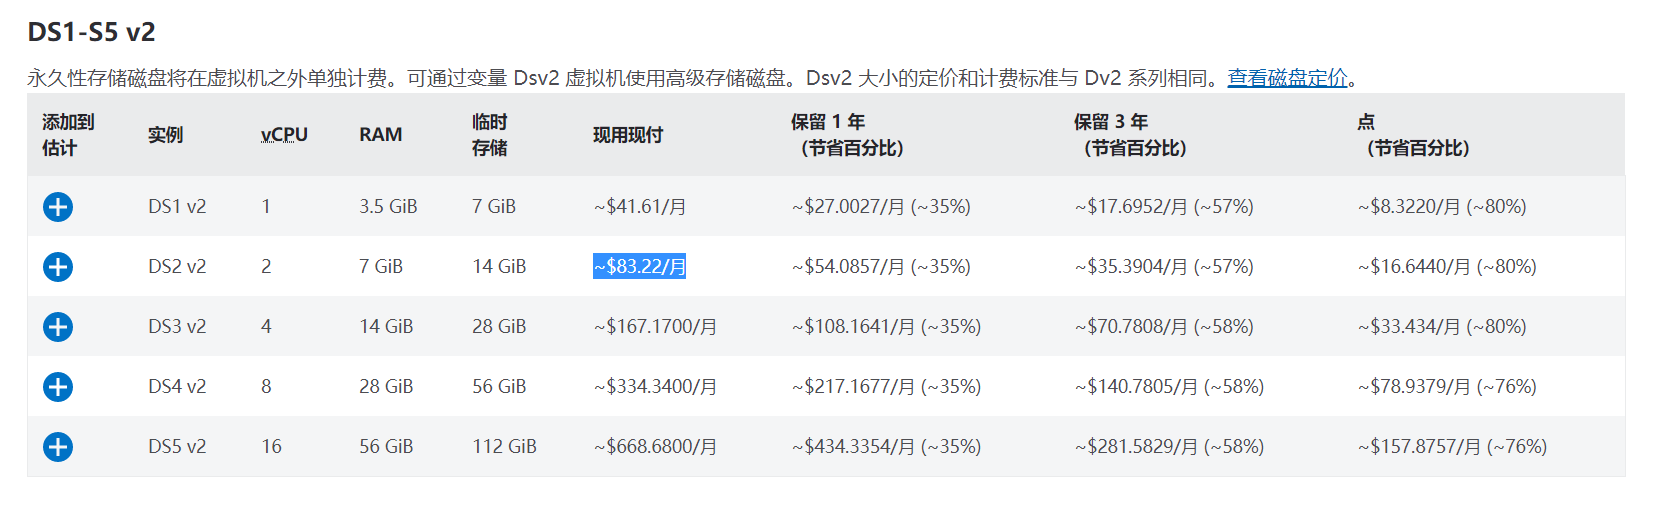 DS1-S5 v2
永久性存储磁盘将在虚拟机之外单独计费。可通过变量 Dsv2 虚拟机使用高级存储磁盘。Dsv2 大小的定价和计费标准与 Dv2 系列相同。查看磁盘定价。
添加到估计 实例 vCPU RAM 临时存储 现用现付 保留 1 年（节省百分比） 保留 3 年（节省百分比） 点（节省百分比）
DS1 v2 1 3.5 GiB 7 GiB ~$41.61/月 ~$27.0027/月 (~35%) ~$17.6952/月 (~57%) ~$8.3220/月 (~80%)
DS2 v2 2 7 GiB 14 GiB ~$83.22/月 ~$54.0857/月 (~35%) ~$35.3904/月 (~57%) ~$16.6440/月 (~80%)
DS3 v2 4 14 GiB 28 GiB ~$167.1700/月 ~$108.1641/月 (~35%) ~$70.7808/月 (~58%) ~$33.434/月 (~80%)
DS4 v2 8 28 GiB 56 GiB ~$334.3400/月 ~$217.1677/月 (~35%) ~$140.7805/月 (~58%) ~$78.9379/月 (~76%)
DS5 v2 16 56 GiB 112 GiB ~$668.6800/月 ~$434.3354/月 (~35%) ~$281.5829/月 (~58%) ~$157.8757/月 (~76%)